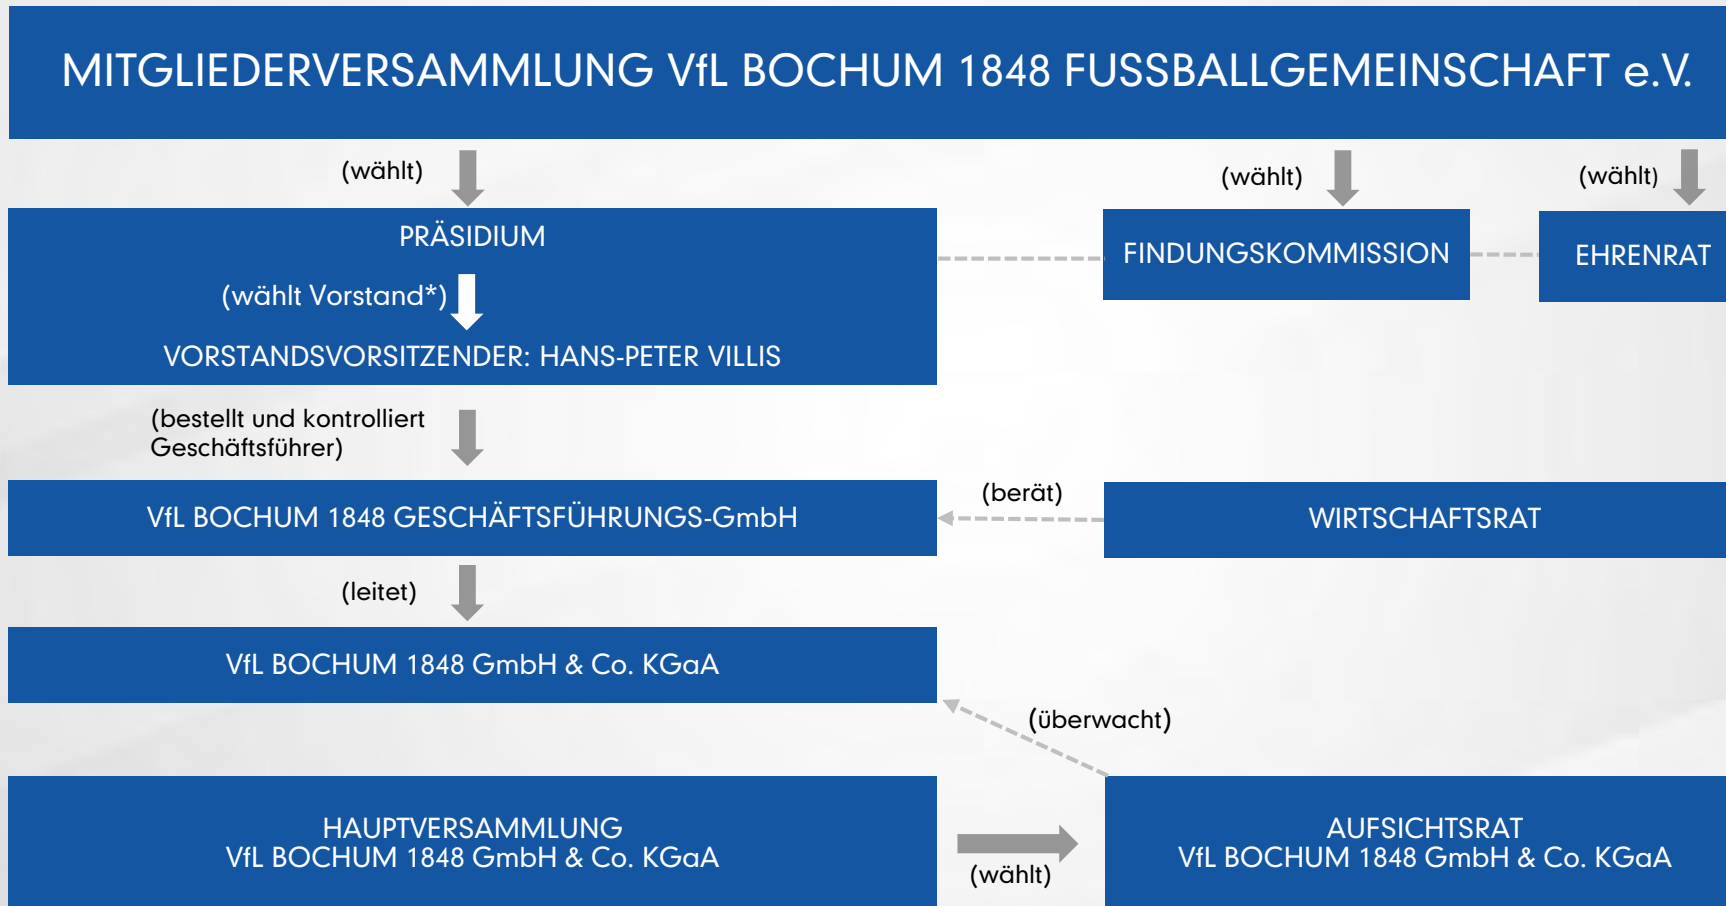 MITGLIEDERVERSAMMLUNG VfL BOCHUM 1848 FUSSBALLGEMEINSCHAFT e.V.
(wählt)
(wählt)
(wählt)
PRÄSIDIUM
(wählt Vorstand*)
VORSTANDSVORSITZENDER: HANS-PETER VILLIS
FINDUNGSKOMMISSION
EHRENRAT
(bestellt und kontrolliert
Geschäftsführer)
VfL BOCHUM 1848 GESCHÄFTSFÜHRUNGS-GmbH
(berät)
WIRTSCHAFTSRAT
(leitet)
VfL BOCHUM 1848 GmbH & Co. KGaA
(überwacht)
HAUPTVERSAMMLUNG
VfL BOCHUM 1848 GmbH & Co. KGaA
(wählt)
AUFSICHTSRAT
VfL BOCHUM 1848 GmbH & Co. KGaA